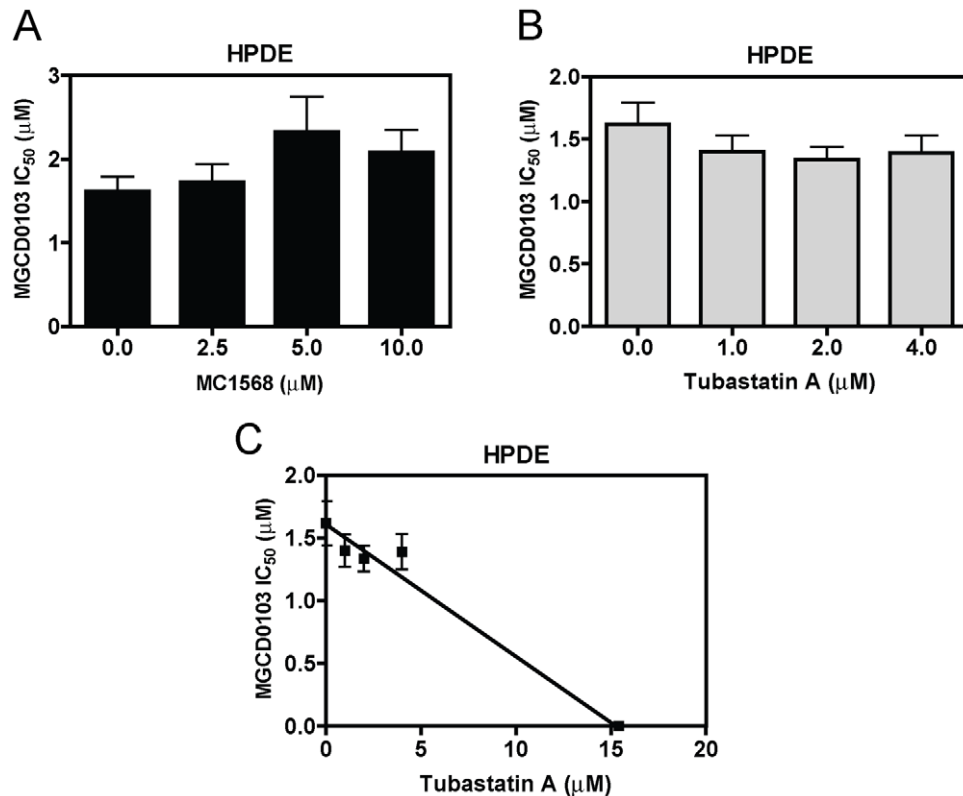 A
HPDE
MGCD0103 IC50 (μM)
3
2
1
0
0.0 2.5 5.0 10.0
MC1568 (μM)
B
HPDE
MGCD0103 IC50 (μM)
2.0
1.5
1.0
0.5
0.0
0.0 1.0 2.0 4.0
Tubastatin A (μM)
C
HPDE
MGCD0103 IC50 (μM)
2.0
1.5
1.0
0.5
0.0
0 5 10 15 20
Tubastatin A (μM)